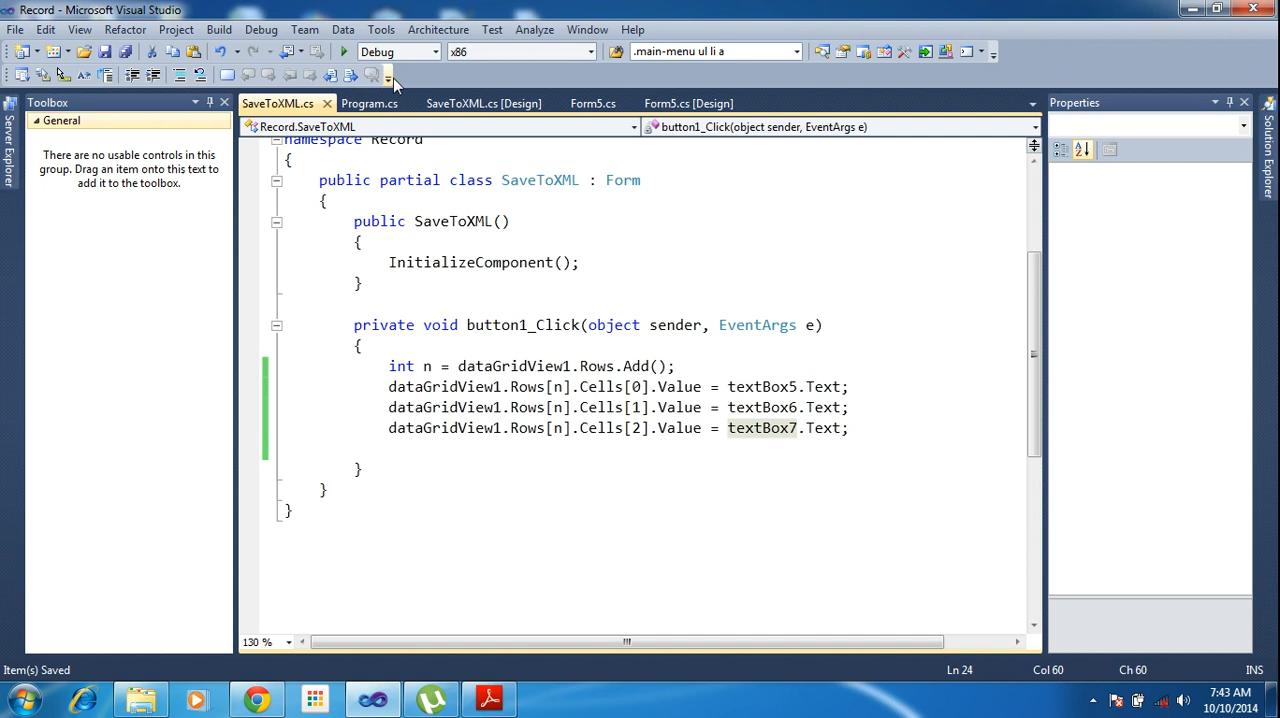 Record - Microsoft Visual Studio
File Edit View Refactor Project Build Debug Team Data Tools Architecture Test Analyze Window Help
Debug x86 .main-menu ul li a
Toolbox
SaveToXML.cs Program.cs SaveToXML.cs [Design] Form5.cs Form5.cs [Design]
Properties
General
Record.SaveToXML
button1_Click(object sender, EventArgs e)
There are no usable controls in this
group. Drag an item onto this text to
add it to the toolbox.
Server Explorer
Solution Explorer
namespace Record
{
public partial class SaveToXML : Form
{
public SaveToXML()
{
InitializeComponent();
}
private void button1_Click(object sender, EventArgs e)
{
int n = dataGridView1.Rows.Add();
dataGridView1.Rows[n].Cells[0].Value = textBox5.Text;
dataGridView1.Rows[n].Cells[1].Value = textBox6.Text;
dataGridView1.Rows[n].Cells[2].Value = textBox7.Text;
}
}
}
130 %
Item(s) Saved Ln 24 Col 60 Ch 60 INS
7:43 AM
10/10/2014